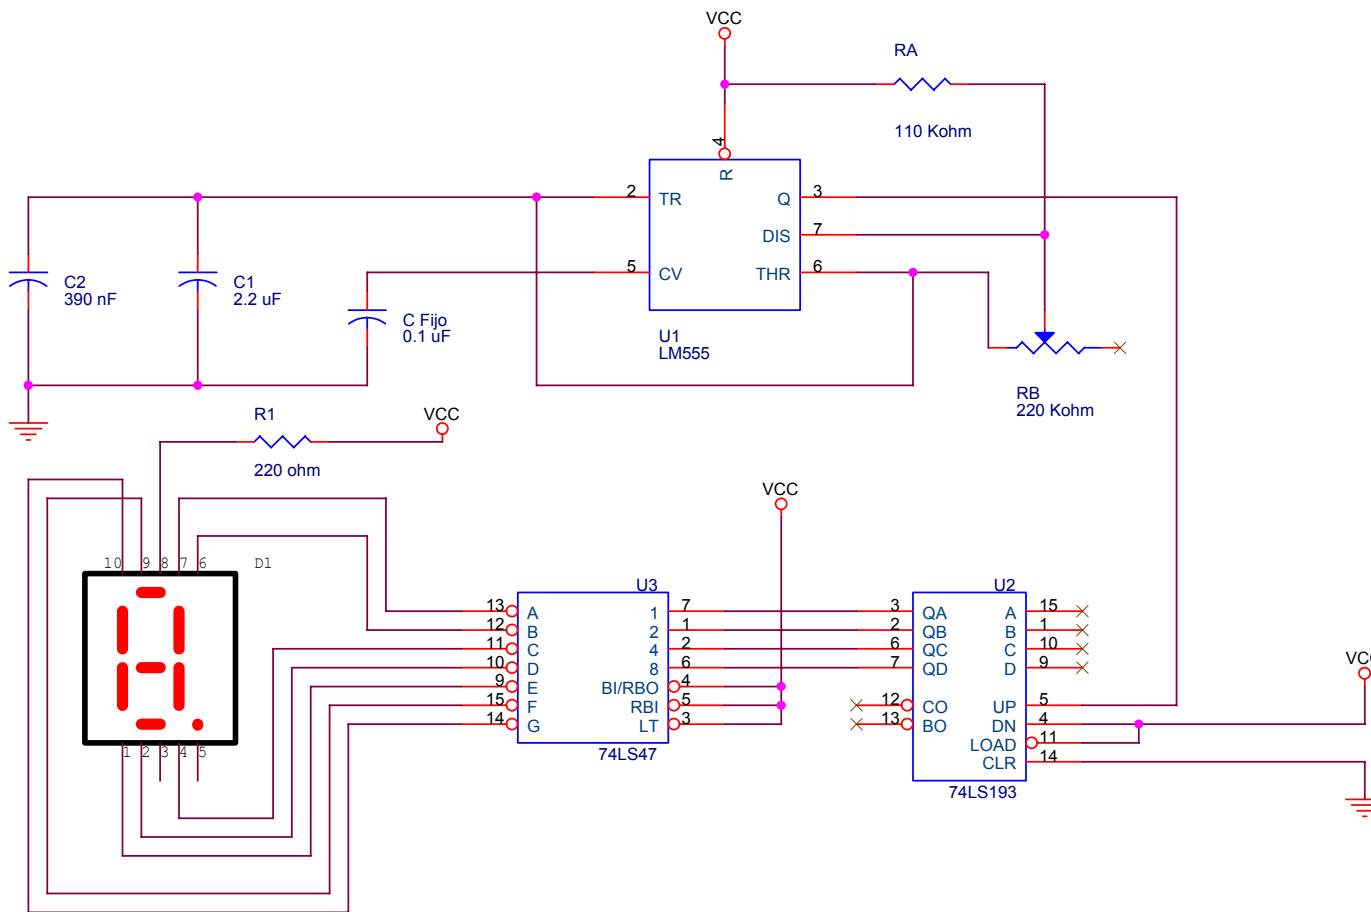 VCC
RA
110 Kohm
4
R
2 TR Q 3
DIS 7
5 CV THR 6
C2
390 nF
C1
2.2 uF
C Fijo
0.1 uF
U1
LM555
RB
220 Kohm
R1
220 ohm
VCC
VCC
10 9 8 7 6
D1
1 2 3 4 5
U3
13 A 1 7
12 B 2 1
11 C 4 2
10 D 8 6
9 E BI/RBO 4
15 F RBI 5
14 G LT 3
74LS47
U2
3 QA A 15
2 QB B 1
6 QC C 10
7 QD D 9
12 CO UP 5
13 BO DN 4
LOAD 11
CLR 14
74LS193
VCC